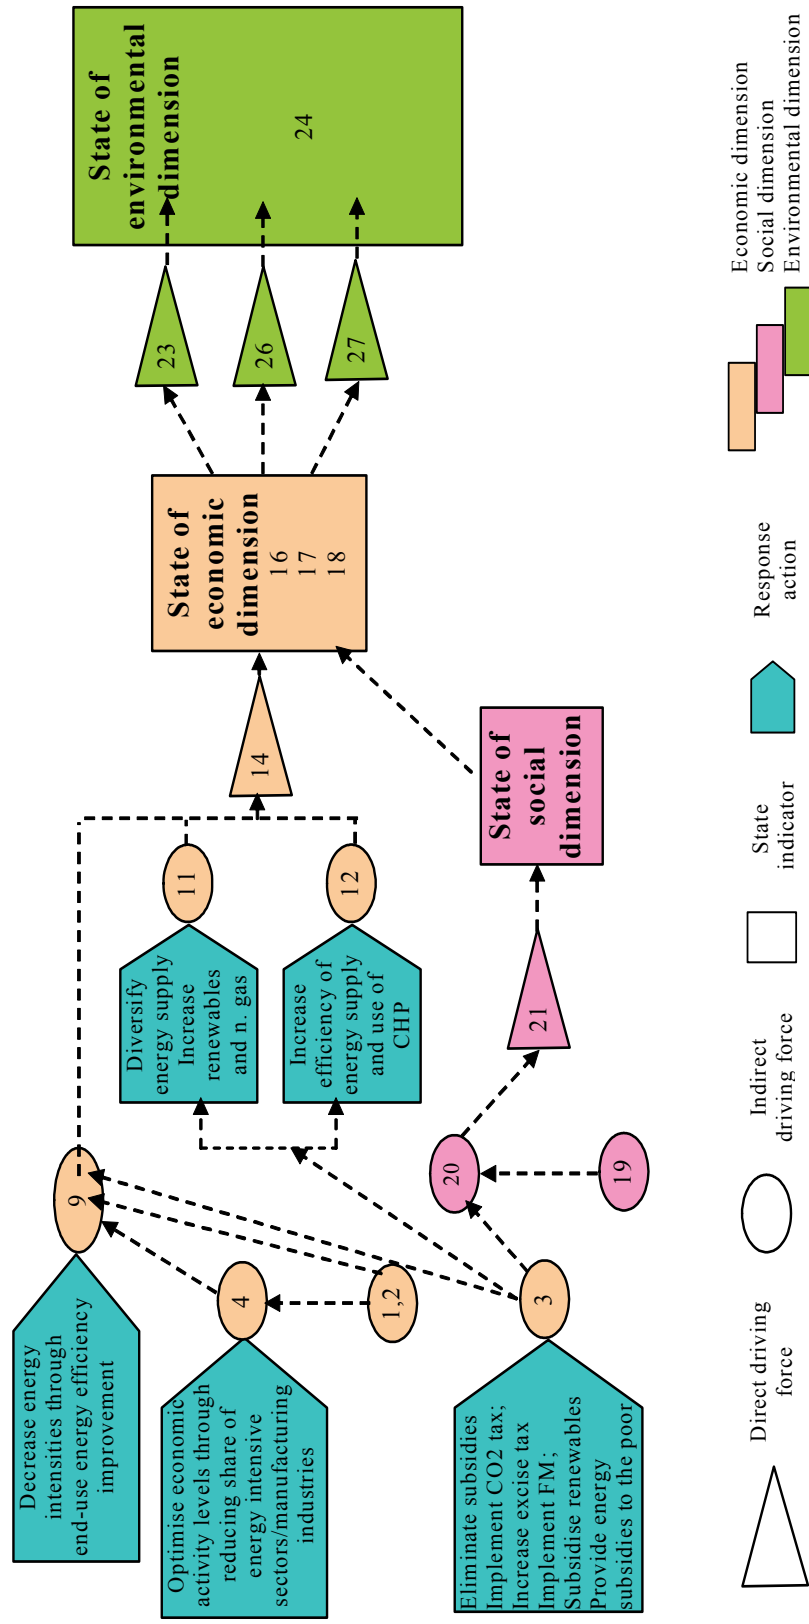 Decrease energy
intensities through
end-use energy efficiency
improvement
9
Optimise economic
activity levels through
reducing share of
energy intensive
sectors/manufacturing
industries
4
1,2
Eliminate subsidies
Implement CO2 tax;
Increase excise tax
Implement FM;
Subsidise renewables
Provide energy
subsidies to the poor
3
Diversify
energy supply
Increase
renewables
and n. gas
11
Increase
efficiency of
energy supply
and use of
CHP
12
20
19
21
14
State of
social
dimension
State of
economic
dimension
16
17
18
23
26
27
State of
environmental
dimension
24
Direct driving
force
Indirect
driving force
State
indicator
Response
action
Economic dimension
Social dimension
Environmental dimension